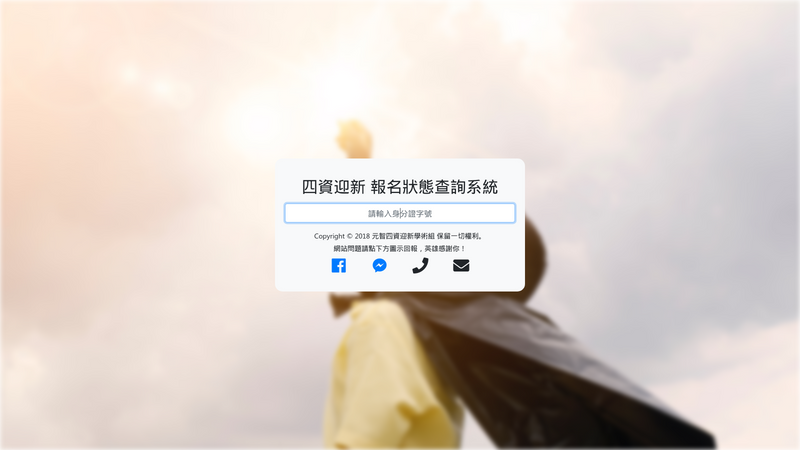 四資迎新 報名狀態查詢系統
請輸入身分證字號
Copyright © 2018 元智四資迎新學術組 保留一切權利。
網站問題請點下方圖示回報，英雄感謝你！